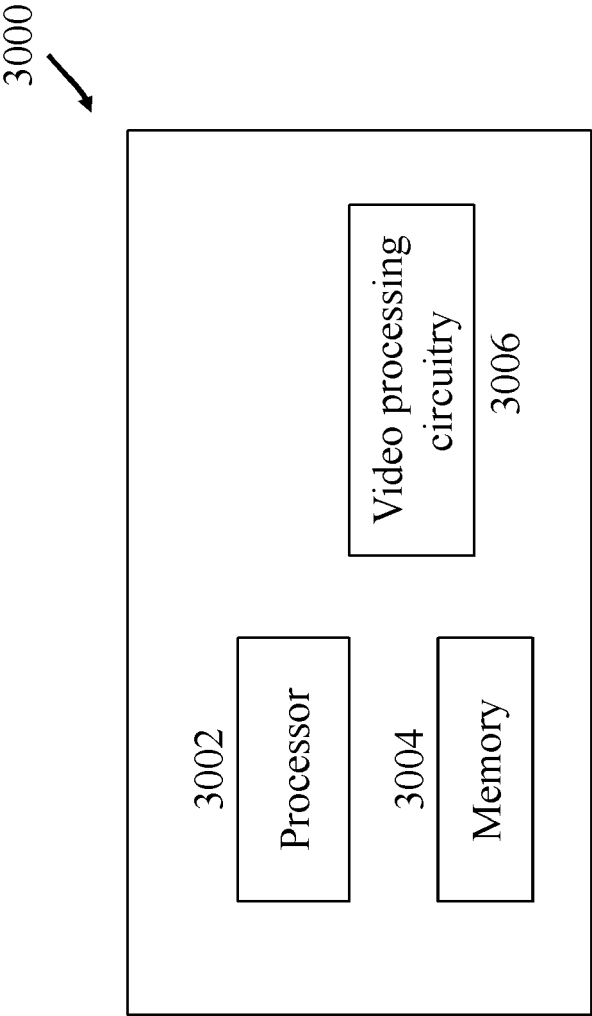 3000
3002
Processor
3004
Memory
Video processing
circuitry
3006